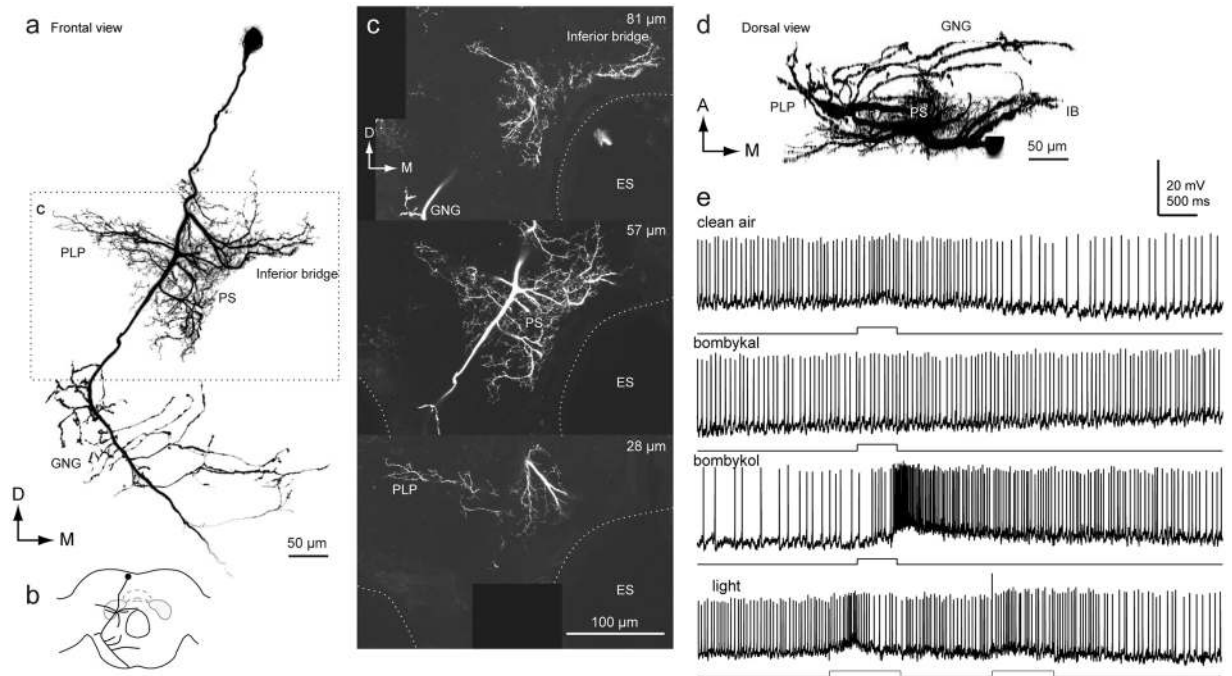 a Frontal view
c
PLP
Inferior bridge
PS
GNG
D
M
50 µm
b
c
81 µm
Inferior bridge
D
M
ES
GNG
57 µm
PS
ES
28 µm
PLP
ES
100 µm
d Dorsal view
GNG
PLP
PS
IB
A
M
50 µm
20 mV
500 ms
e
clean air
bombykal
bombykol
light